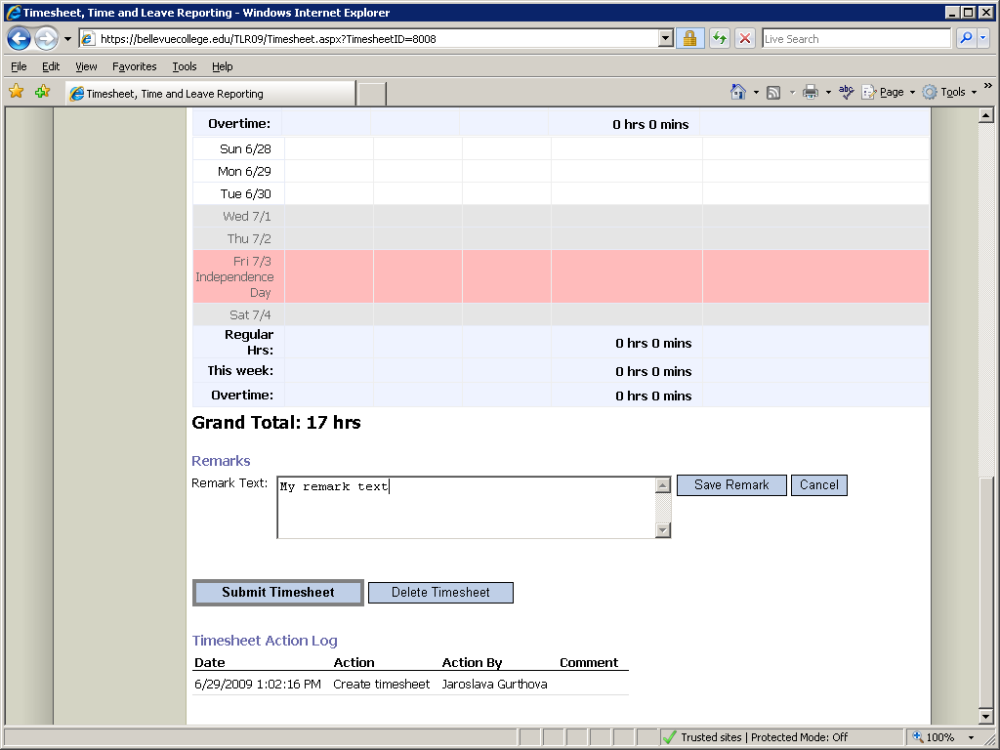 Timesheet, Time and Leave Reporting - Windows Internet Explorer
https://bellevuecollege.edu/TLR09/Timesheet.aspx?TimesheetID=8008
Live Search
File Edit View Favorites Tools Help
Timesheet, Time and Leave Reporting
Page Tools
Overtime: 0 hrs 0 mins
Sun 6/28
Mon 6/29
Tue 6/30
Wed 7/1
Thu 7/2
Fri 7/3
Independence
Day
Sat 7/4
Regular
Hrs: 0 hrs 0 mins
This week: 0 hrs 0 mins
Overtime: 0 hrs 0 mins
Grand Total: 17 hrs
Remarks
Remark Text: My remark text Save Remark Cancel
Submit Timesheet Delete Timesheet
Timesheet Action Log
Date Action Action By Comment
6/29/2009 1:02:16 PM Create timesheet Jaroslava Gurthova
Trusted sites | Protected Mode: Off 100%